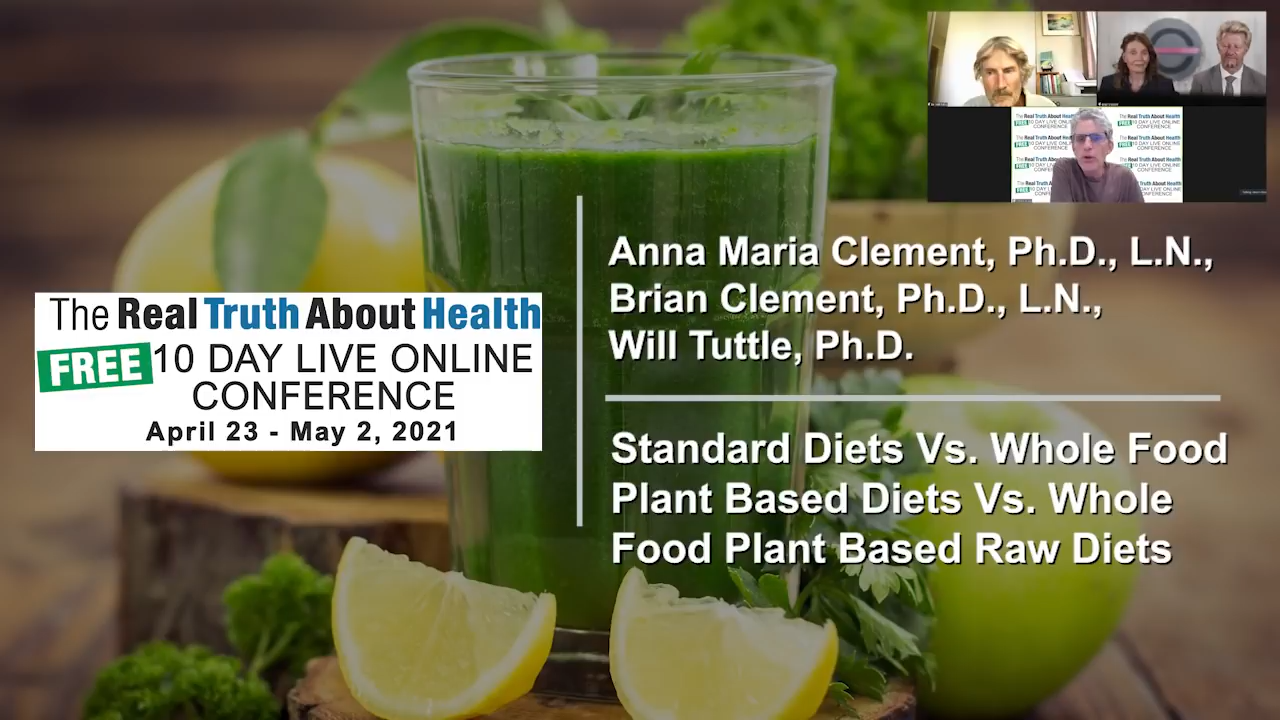 The Real Truth About Health
FREE 10 DAY LIVE ONLINE
CONFERENCE
April 23 - May 2, 2021
Anna Maria Clement, Ph.D., L.N.,
Brian Clement, Ph.D., L.N.,
Will Tuttle, Ph.D.
Standard Diets Vs. Whole Food
Plant Based Diets Vs. Whole
Food Plant Based Raw Diets